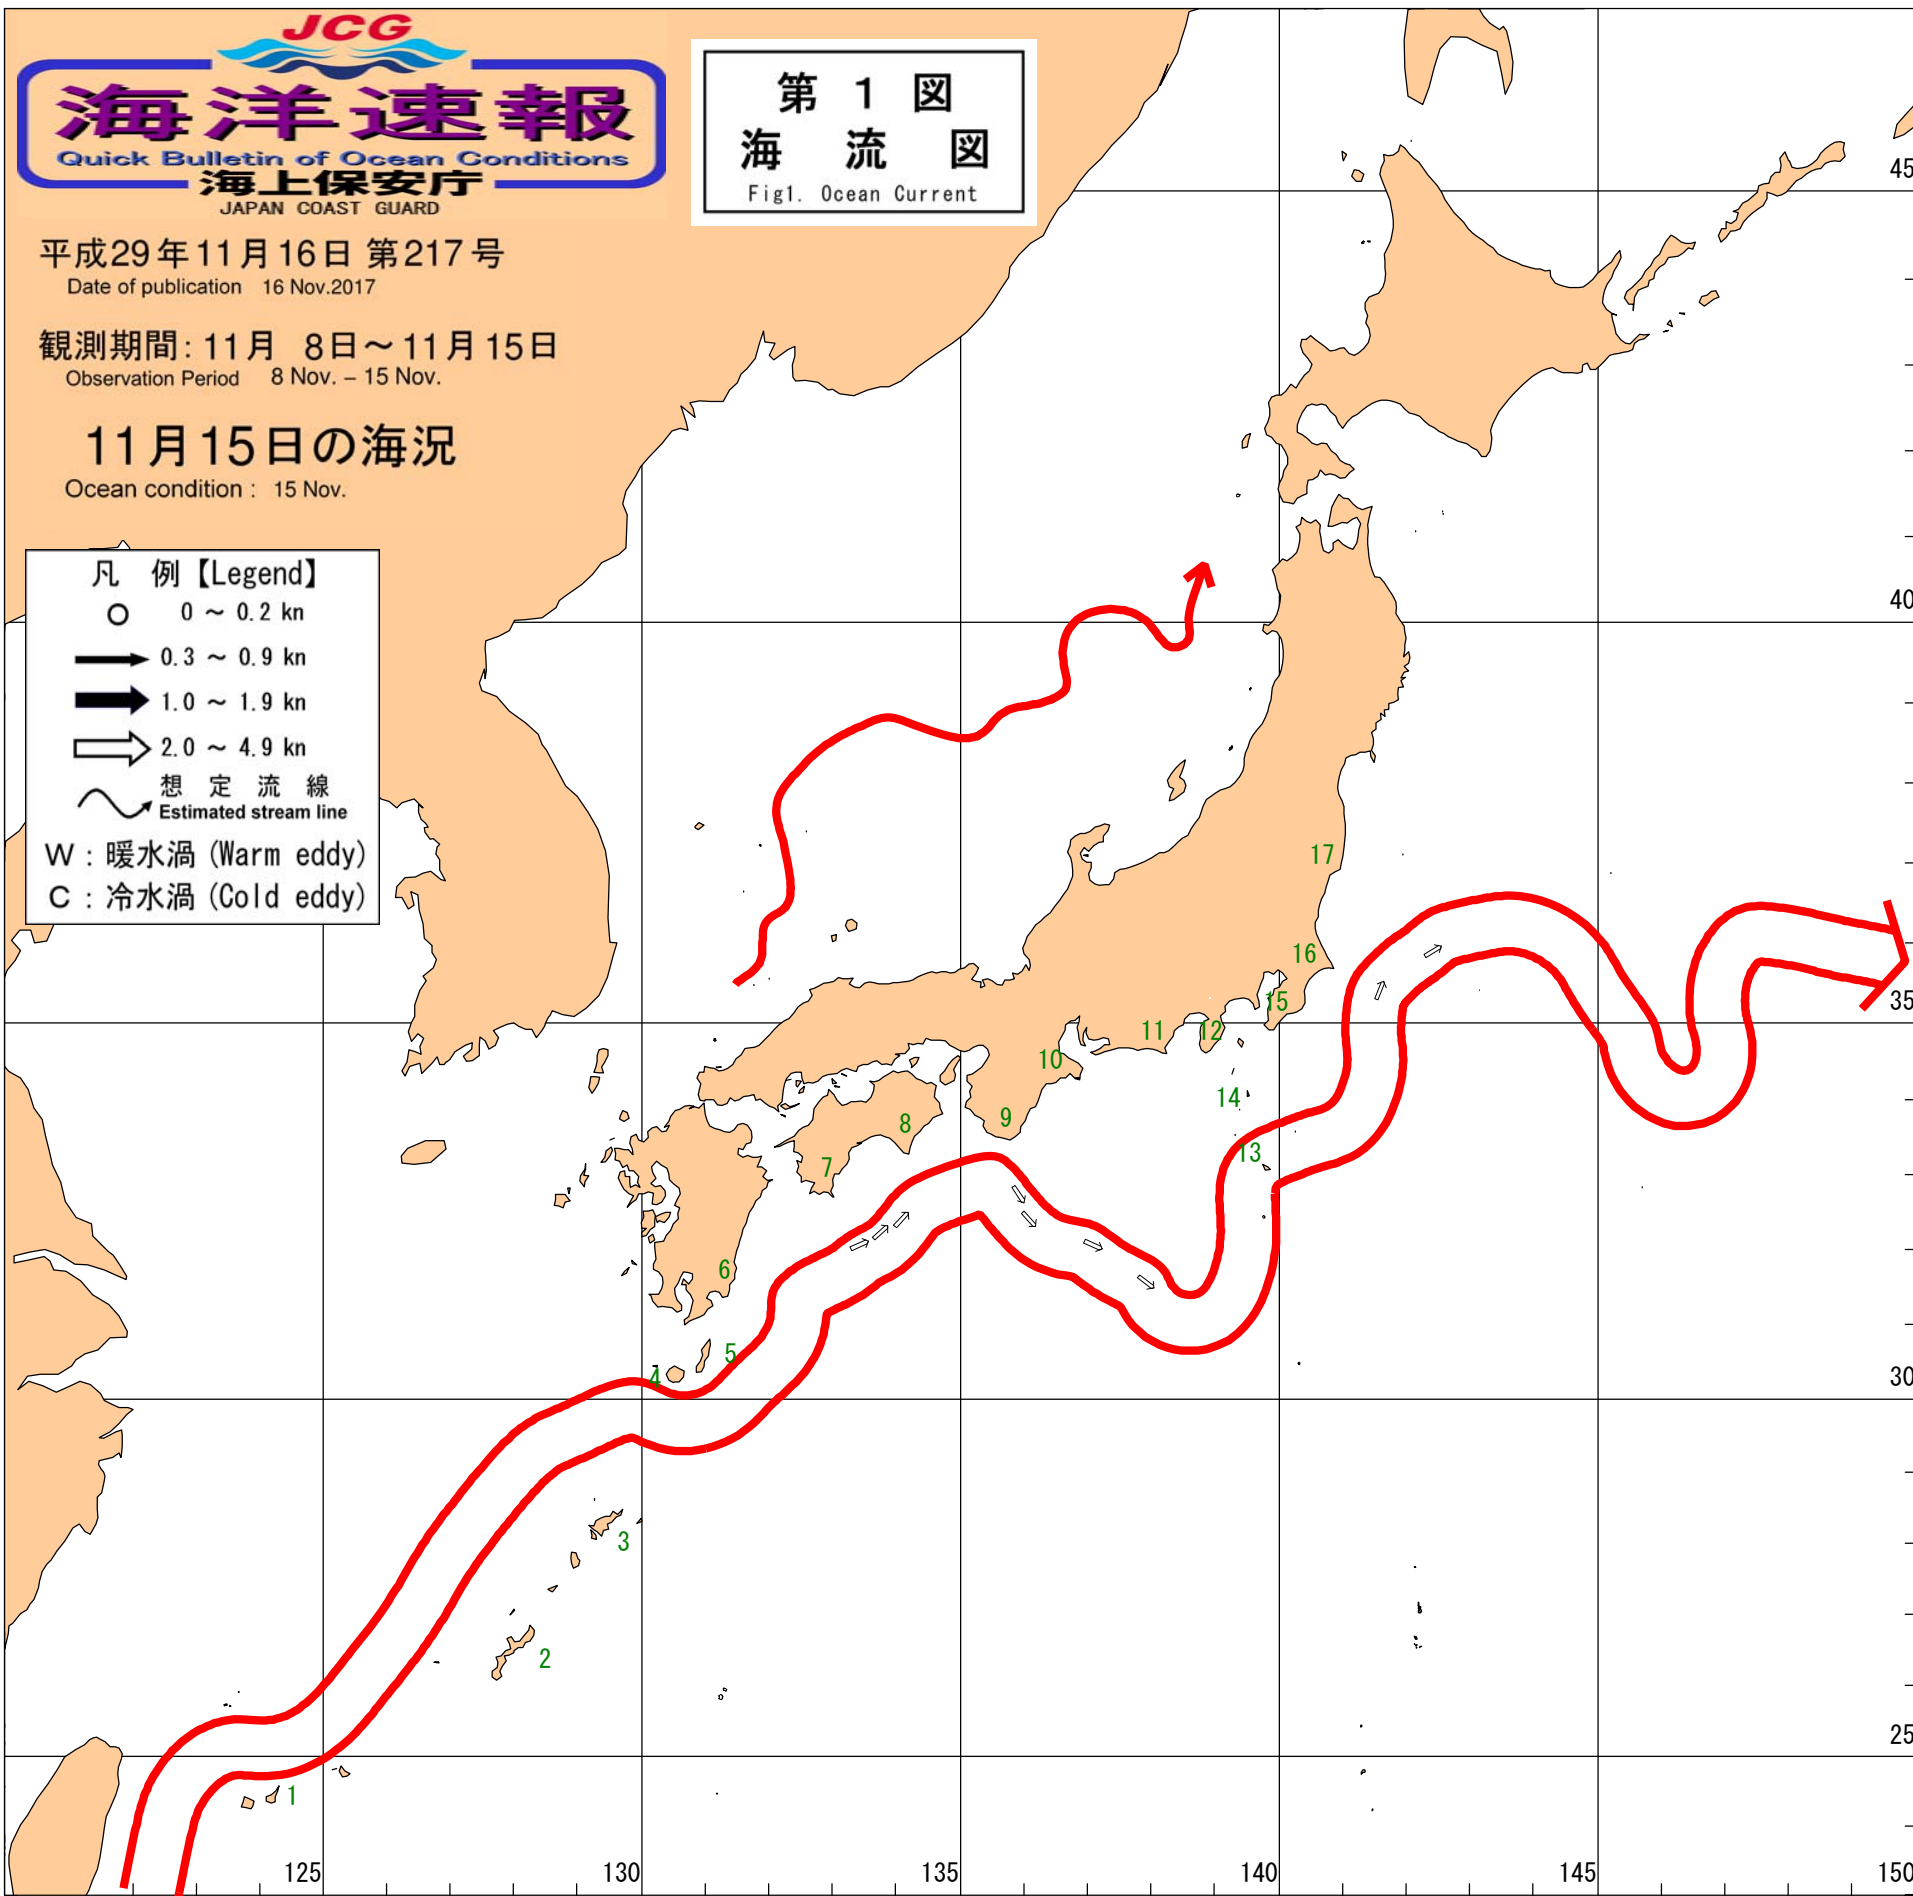 JCG
海洋速報
Quick Bulletin of Ocean Conditions
海上保安庁
JAPAN COAST GUARD
平成29年11月16日 第217号
Date of publication 16 Nov.2017
観測期間: 11月 8日～11月15日
Observation Period 8 Nov. – 15 Nov.
11月15日の海況
Ocean condition : 15 Nov.
第 1 図
海 流 図
Fig1. Ocean Current
凡 例【Legend】
0 ～ 0.2 kn
0.3 ～ 0.9 kn
1.0 ～ 1.9 kn
2.0 ～ 4.9 kn
想 定 流 線
Estimated stream line
W : 暖水渦 (Warm eddy)
C : 冷水渦 (Cold eddy)
45
40
17
16
35
15
12
11
10
14
9
8
13
7
6
5
4
30
3
2
25
1
125
130
135
140
145
150